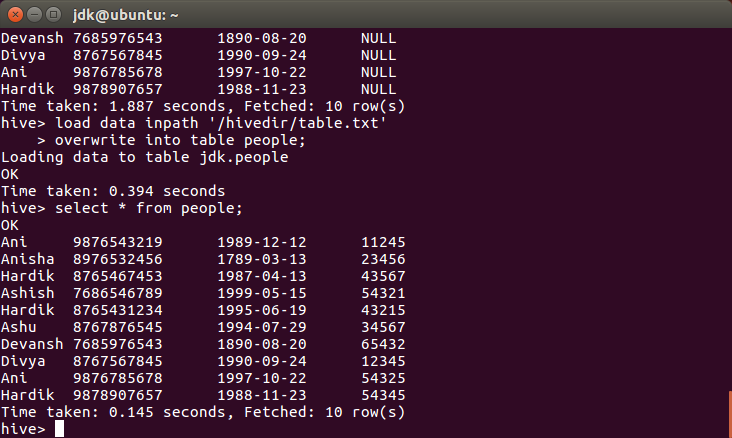 jdk@ubuntu: ~
Devansh 7685976543 1890-08-20 NULL
Divya 8767567845 1990-09-24 NULL
Ani 9876785678 1997-10-22 NULL
Hardik 9878907657 1988-11-23 NULL
Time taken: 1.887 seconds, Fetched: 10 row(s)
hive> load data inpath '/hivedir/table.txt'
> overwrite into table people;
Loading data to table jdk.people
OK
Time taken: 0.394 seconds
hive> select * from people;
OK
Ani 9876543219 1989-12-12 11245
Anisha 8976532456 1789-03-13 23456
Hardik 8765467453 1987-04-13 43567
Ashish 7686546789 1999-05-15 54321
Hardik 8765431234 1995-06-19 43215
Ashu 8767876545 1994-07-29 34567
Devansh 7685976543 1890-08-20 65432
Divya 8767567845 1990-09-24 12345
Ani 9876785678 1997-10-22 54325
Hardik 9878907657 1988-11-23 54345
Time taken: 0.145 seconds, Fetched: 10 row(s)
hive>